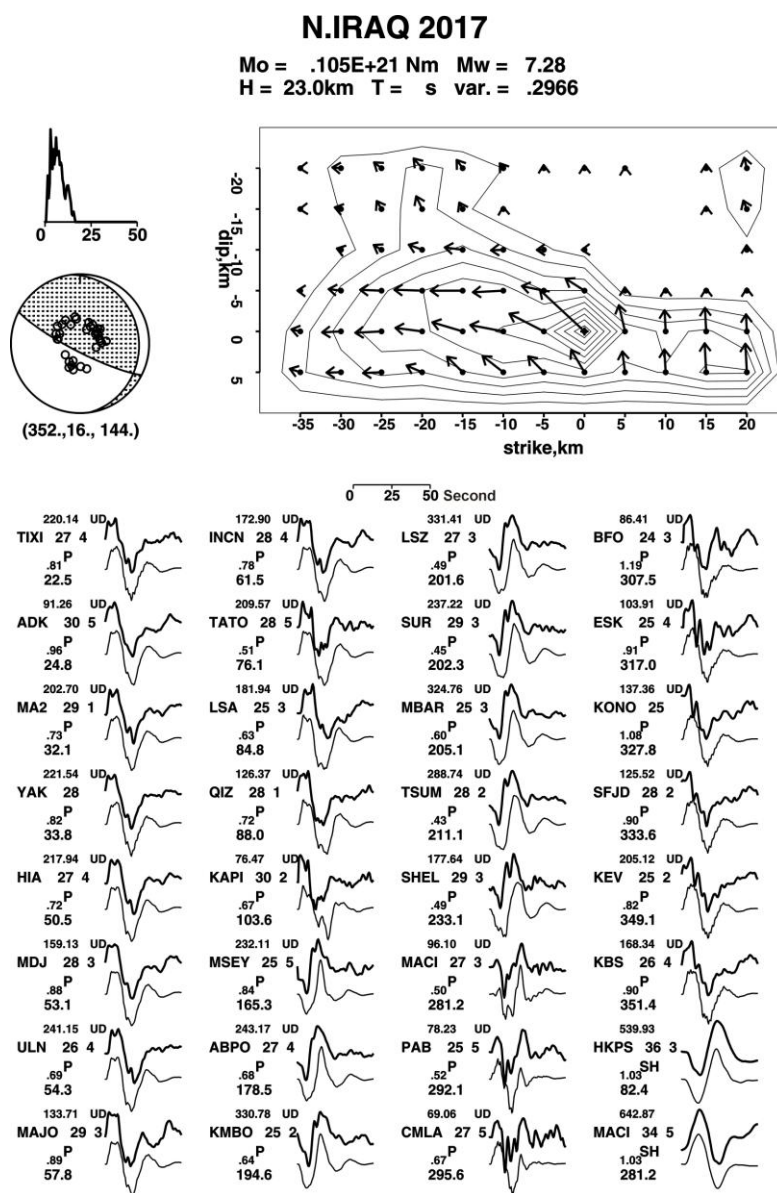 N.IRAQ 2017
Mo = .105E+21 Nm Mw = 7.28
H = 23.0km T = s var. = .2966
0 25 50
(352.,16., 144.)
dip,km
-20
-15
-10
-5
0
5
-35 -30 -25 -20 -15 -10 -5 0 5 10 15 20
strike,km
0 25 50 Second
220.14 UD
TIXI 27 4
P
.81
22.5
172.90 UD
INCN 28 4
P
.78
61.5
331.41 UD
LSZ 27 3
P
.49
201.6
86.41 UD
BFO 24 3
P
1.19
307.5
91.26 UD
ADK 30 5
P
.96
24.8
209.57 UD
TATO 28 5
P
.51
76.1
237.22 UD
SUR 29 3
P
.45
202.3
103.91 UD
ESK 25 4
P
.91
317.0
202.70 UD
MA2 29 1
P
.73
32.1
181.94 UD
LSA 25 3
P
.63
84.8
324.76 UD
MBAR 25 3
P
.60
205.1
137.36 UD
KONO 25
P
1.08
327.8
221.54 UD
YAK 28
P
.82
33.8
126.37 UD
QIZ 28 1
P
.72
88.0
288.74 UD
TSUM 28 2
P
.43
211.1
125.52 UD
SFJD 28 2
P
.90
333.6
217.94 UD
HIA 27 4
P
.72
50.5
76.47 UD
KAPI 30 2
P
.67
103.6
177.64 UD
SHEL 29 3
P
.49
233.1
205.12 UD
KEV 25 2
P
.82
349.1
159.13 UD
MDJ 28 3
P
.88
53.1
232.11 UD
MSEY 25 5
P
.84
165.3
96.10 UD
MACI 27 3
P
.50
281.2
168.34 UD
KBS 26 4
P
.90
351.4
241.15 UD
ULN 26 4
P
.69
54.3
243.17 UD
ABPO 27 4
P
.68
178.5
78.23 UD
PAB 25 5
P
.52
292.1
539.93
HKPS 36 3
SH
1.03
82.4
133.71 UD
MAJO 29 3
P
.89
57.8
330.78 UD
KMBO 25 2
P
.64
194.6
69.06 UD
CMLA 27 5
P
.67
295.6
642.87
MACI 34 5
SH
1.03
281.2